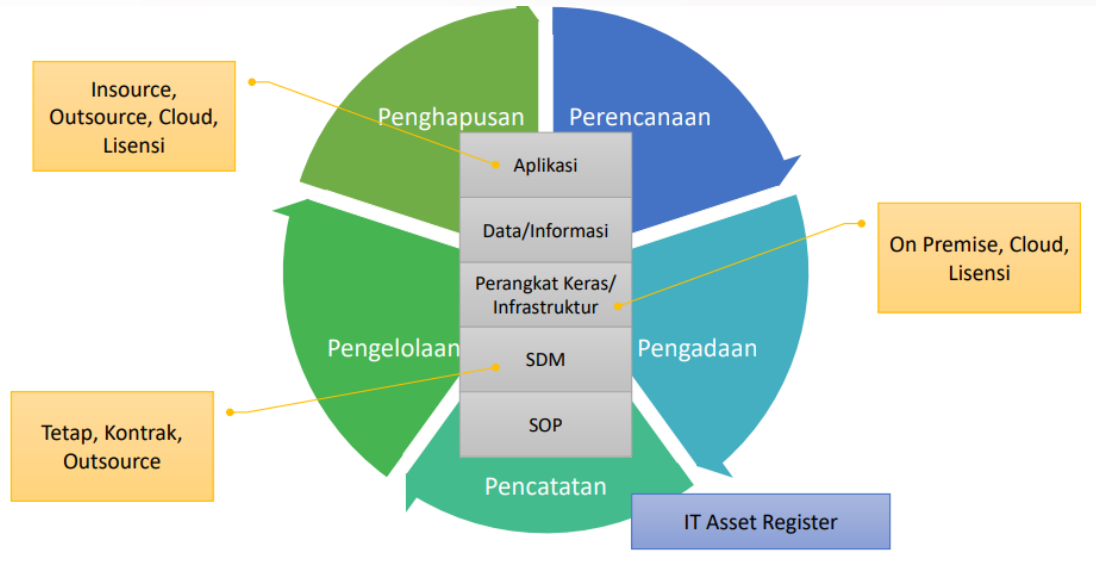 Penghapusan
Perencanaan
Insource,
Outsource, Cloud,
Lisensi
Aplikasi
Data/Informasi
Perangkat Keras/
Infrastruktur
On Premise, Cloud,
Lisensi
Pengelolaan
SDM
Pengadaan
Tetap, Kontrak,
Outsource
SOP
Pencatatan
IT Asset Register